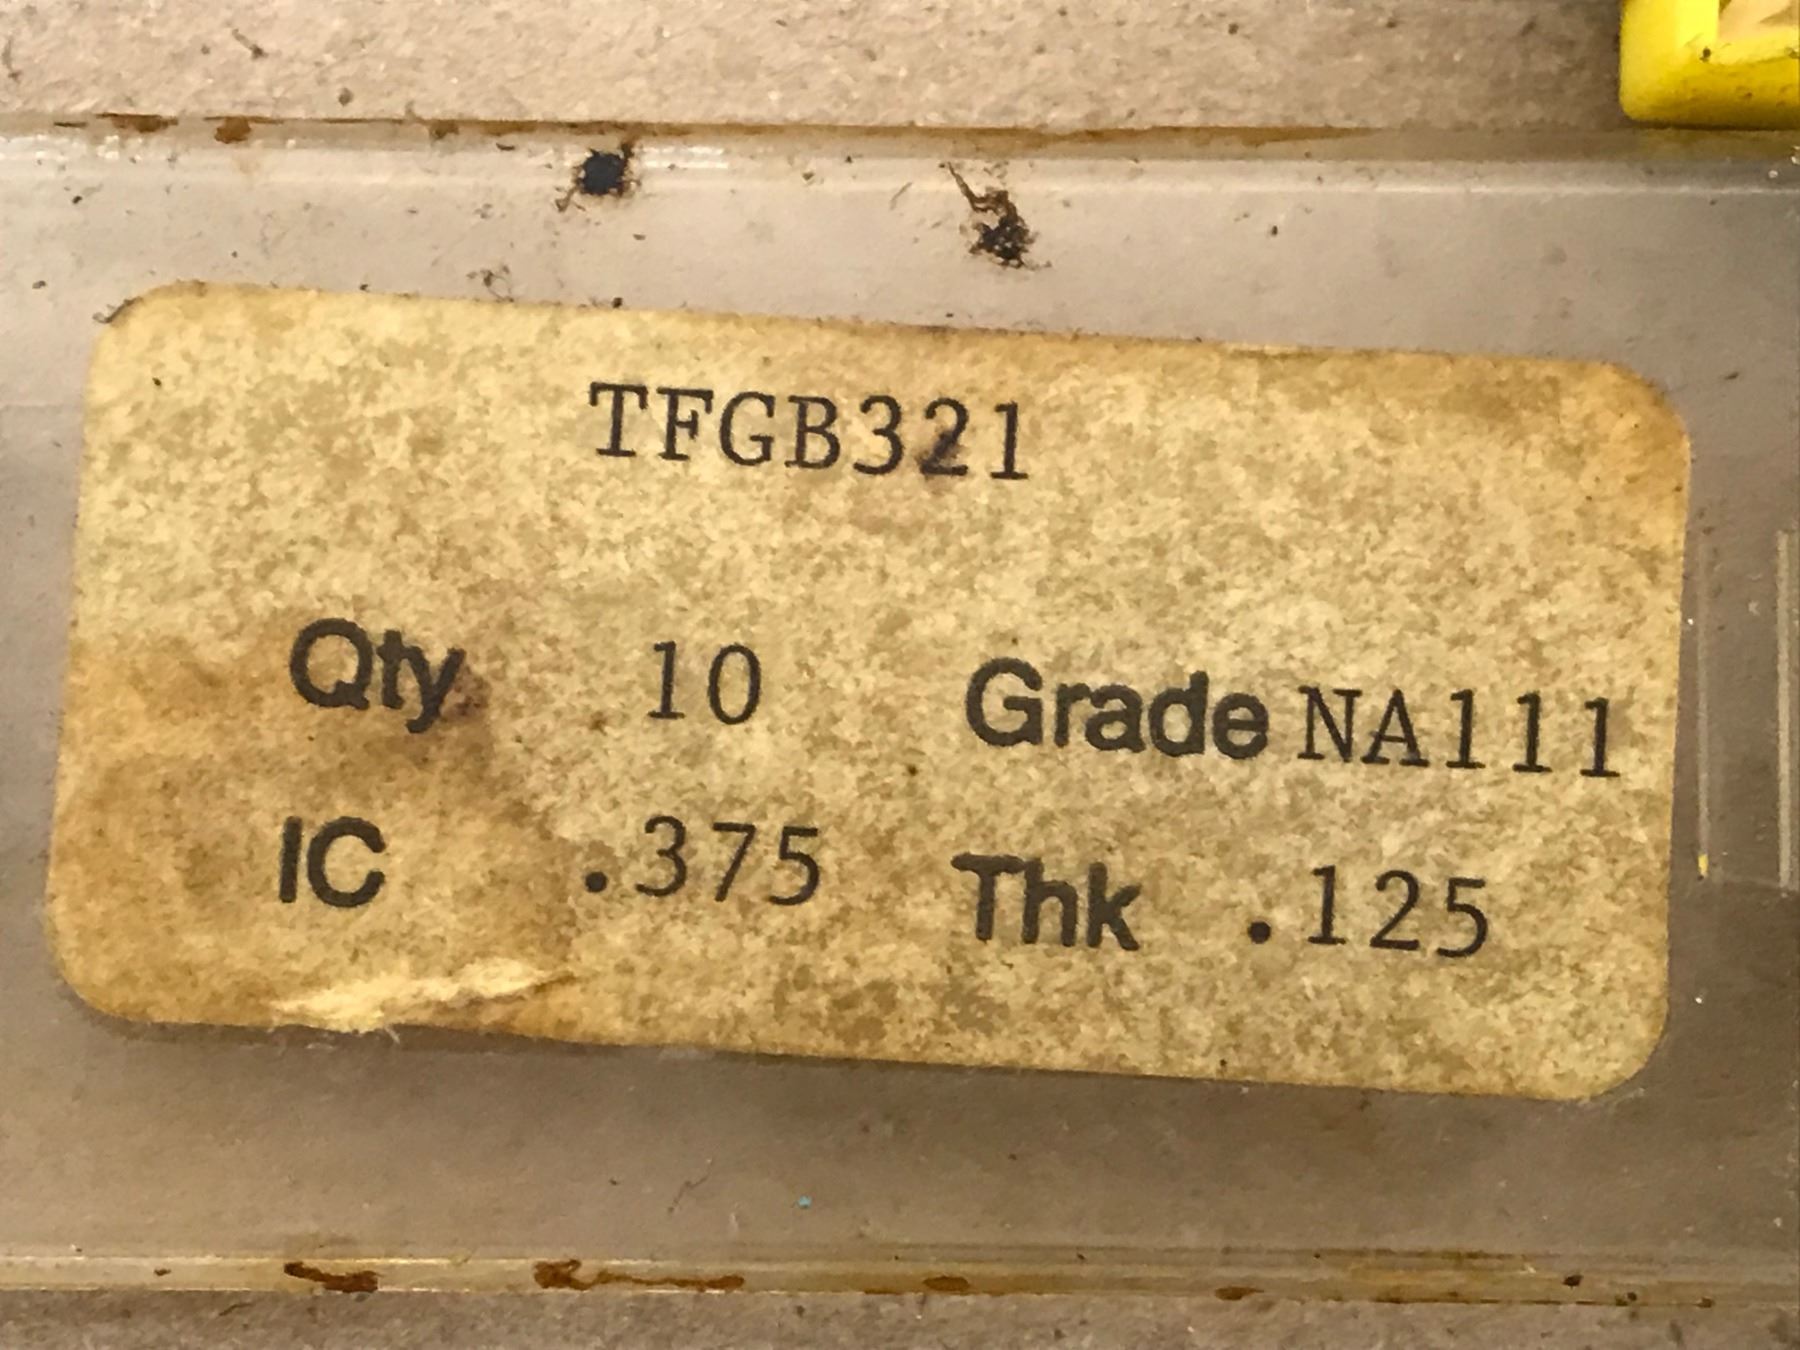 TFGB321
Qty 10 Grade NA111
IC .375 Thk .125